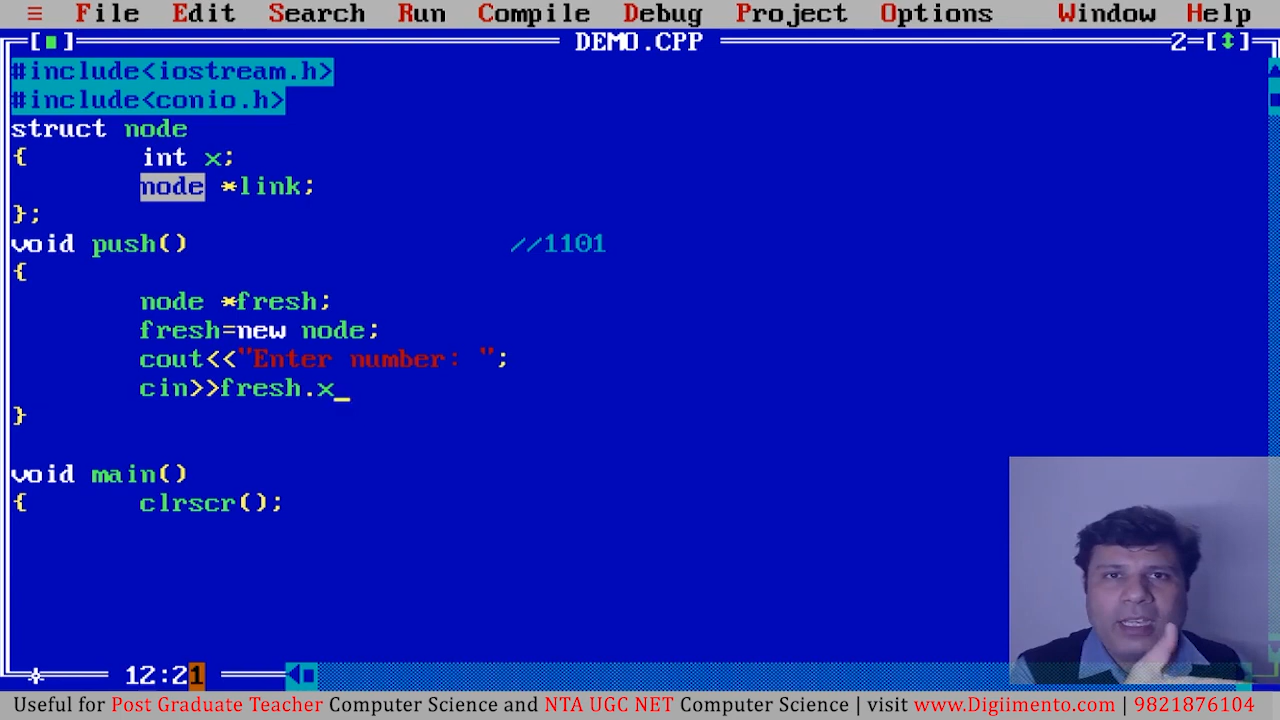 ≡ File Edit Search Run Compile Debug Project Options Window Help
[■] DEMO.CPP 2=[↕]
#include<iostream.h>
#include<conio.h>
struct node
{ int x;
node *link;
};
void push() //1101
{
node *fresh;
fresh=new node;
cout<<"Enter number: ";
cin>>fresh.x_
}
void main()
{ clrscr();
12:21
Useful for Post Graduate Teacher Computer Science and NTA UGC NET Computer Science | visit www.Digiimento.com | 9821876104